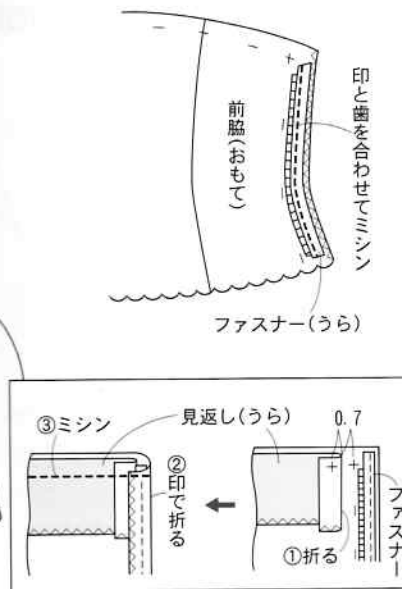 印と歯を合わせてミシン
前脇(おもて)
ファスナー(うら)
③ミシン
見返し(うら)
0.7
②印で折る
①折る
ファスナー